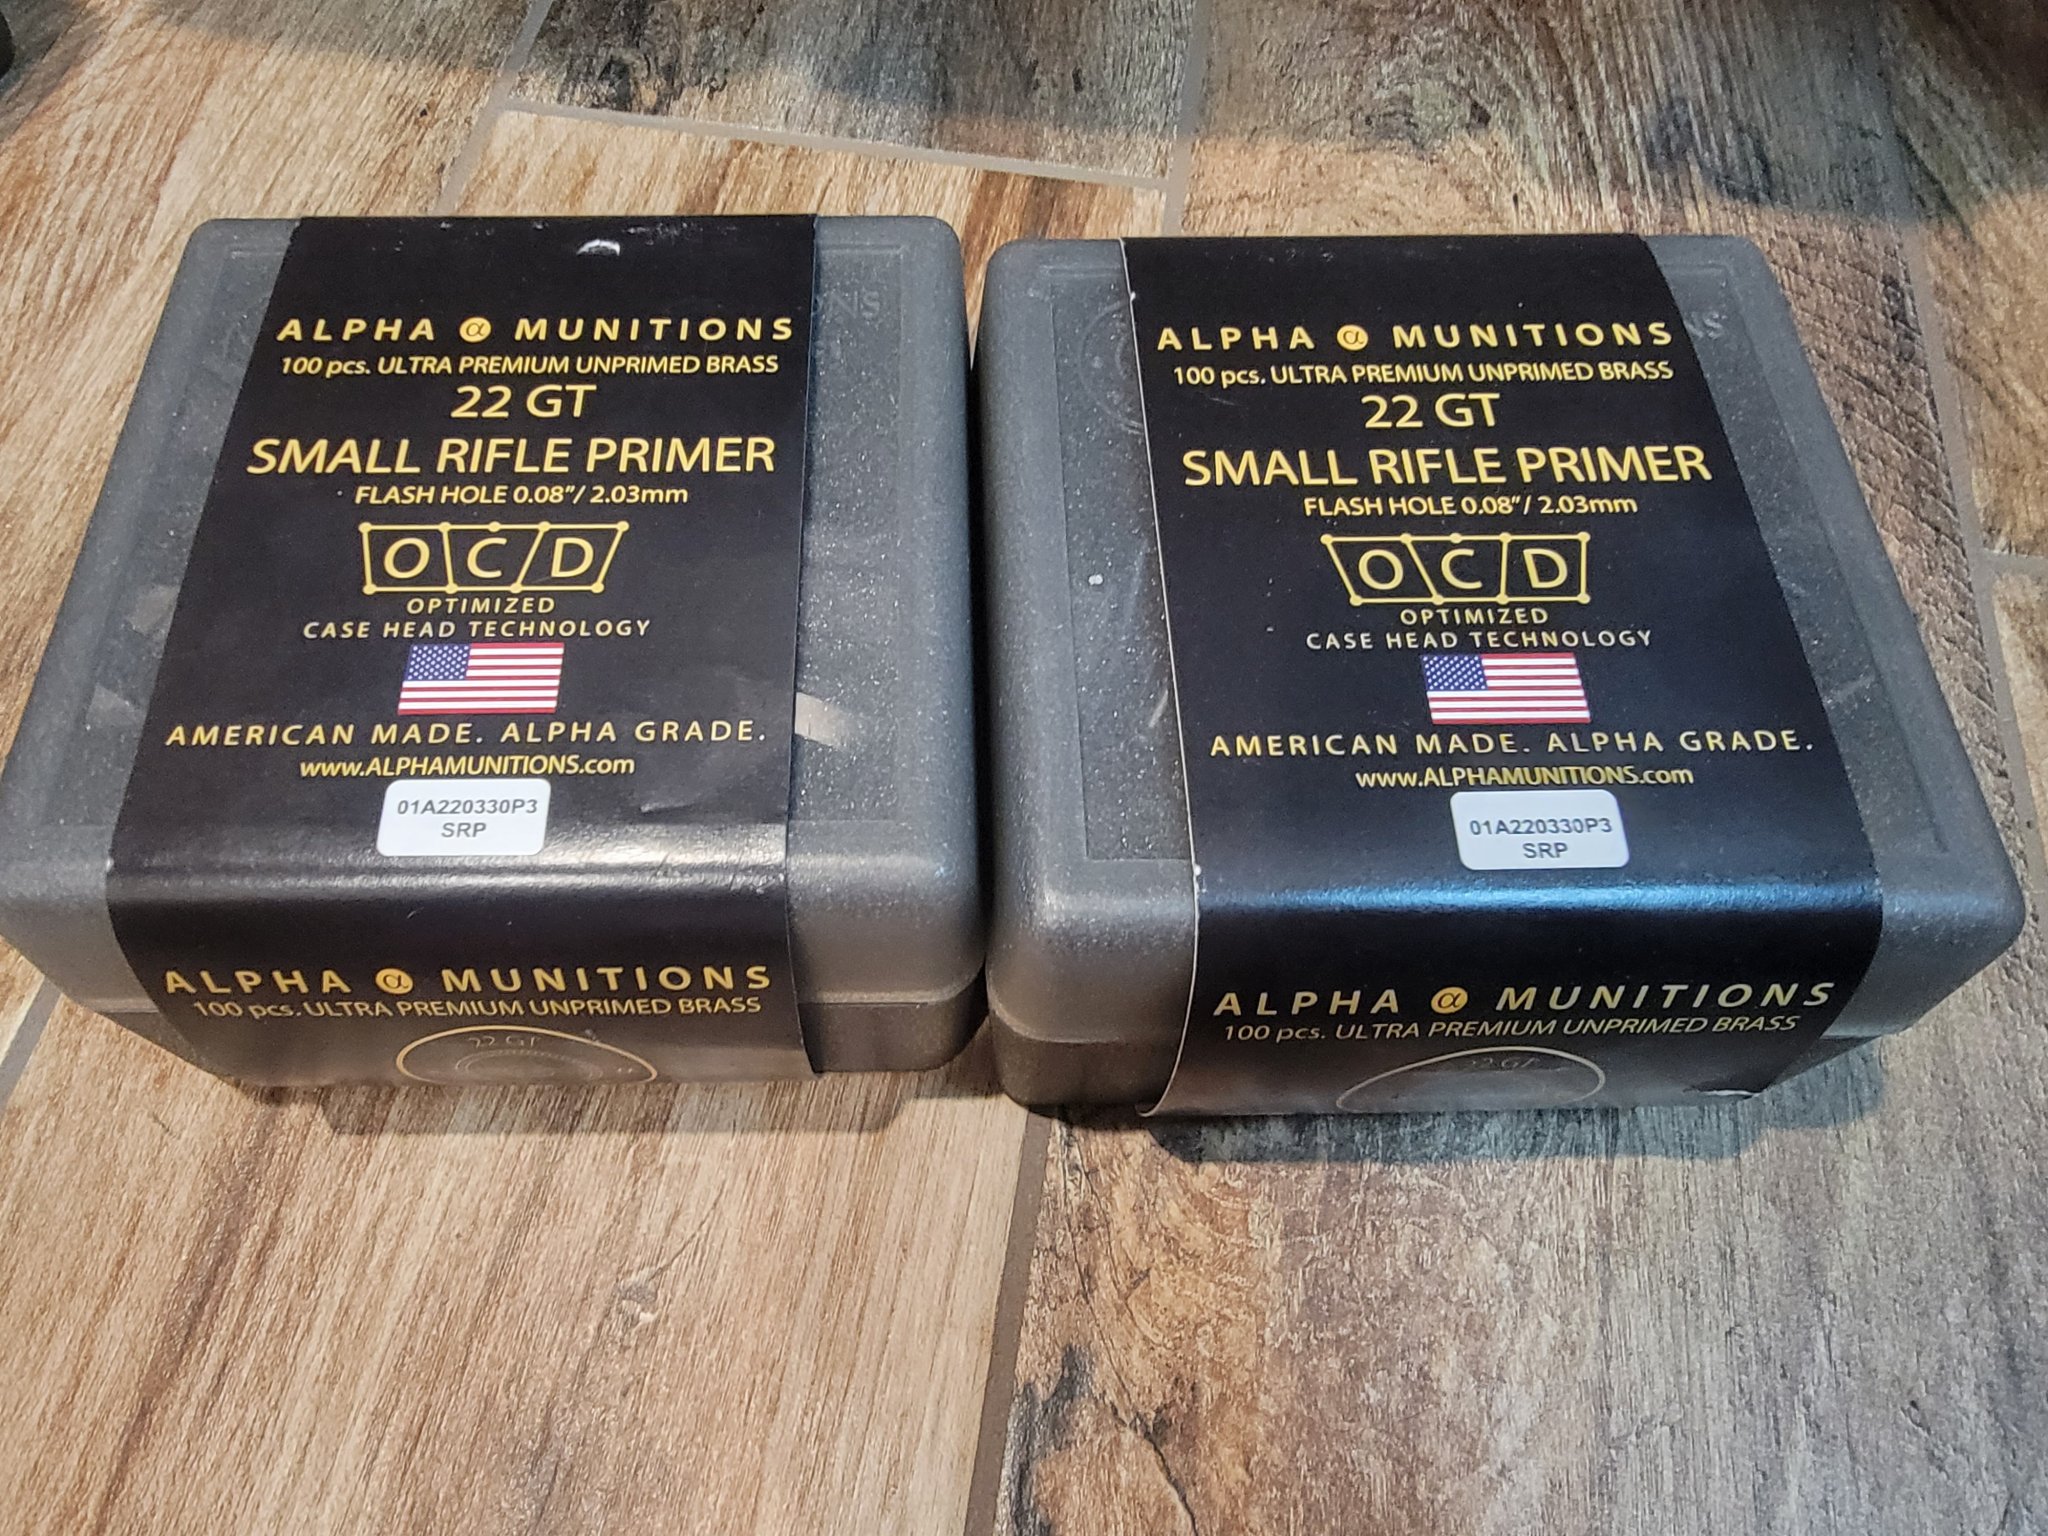 ALPHA α MUNITIONS
100 pcs. ULTRA PREMIUM UNPRIMED BRASS
22 GT
SMALL RIFLE PRIMER
FLASH HOLE 0.08"/ 2.03mm
OCD
OPTIMIZED
CASE HEAD TECHNOLOGY
AMERICAN MADE. ALPHA GRADE.
www.ALPHAMUNITIONS.com
01A220330P3
SRP
ALPHA α MUNITIONS
100 pcs. ULTRA PREMIUM UNPRIMED BRASS
22 GT
ALPHA α MUNITIONS
100 pcs. ULTRA PREMIUM UNPRIMED BRASS
22 GT
SMALL RIFLE PRIMER
FLASH HOLE 0.08"/ 2.03mm
OCD
OPTIMIZED
CASE HEAD TECHNOLOGY
AMERICAN MADE. ALPHA GRADE.
www.ALPHAMUNITIONS.com
01A220330P3
SRP
ALPHA α MUNITIONS
100 pcs. ULTRA PREMIUM UNPRIMED BRASS
22 GT